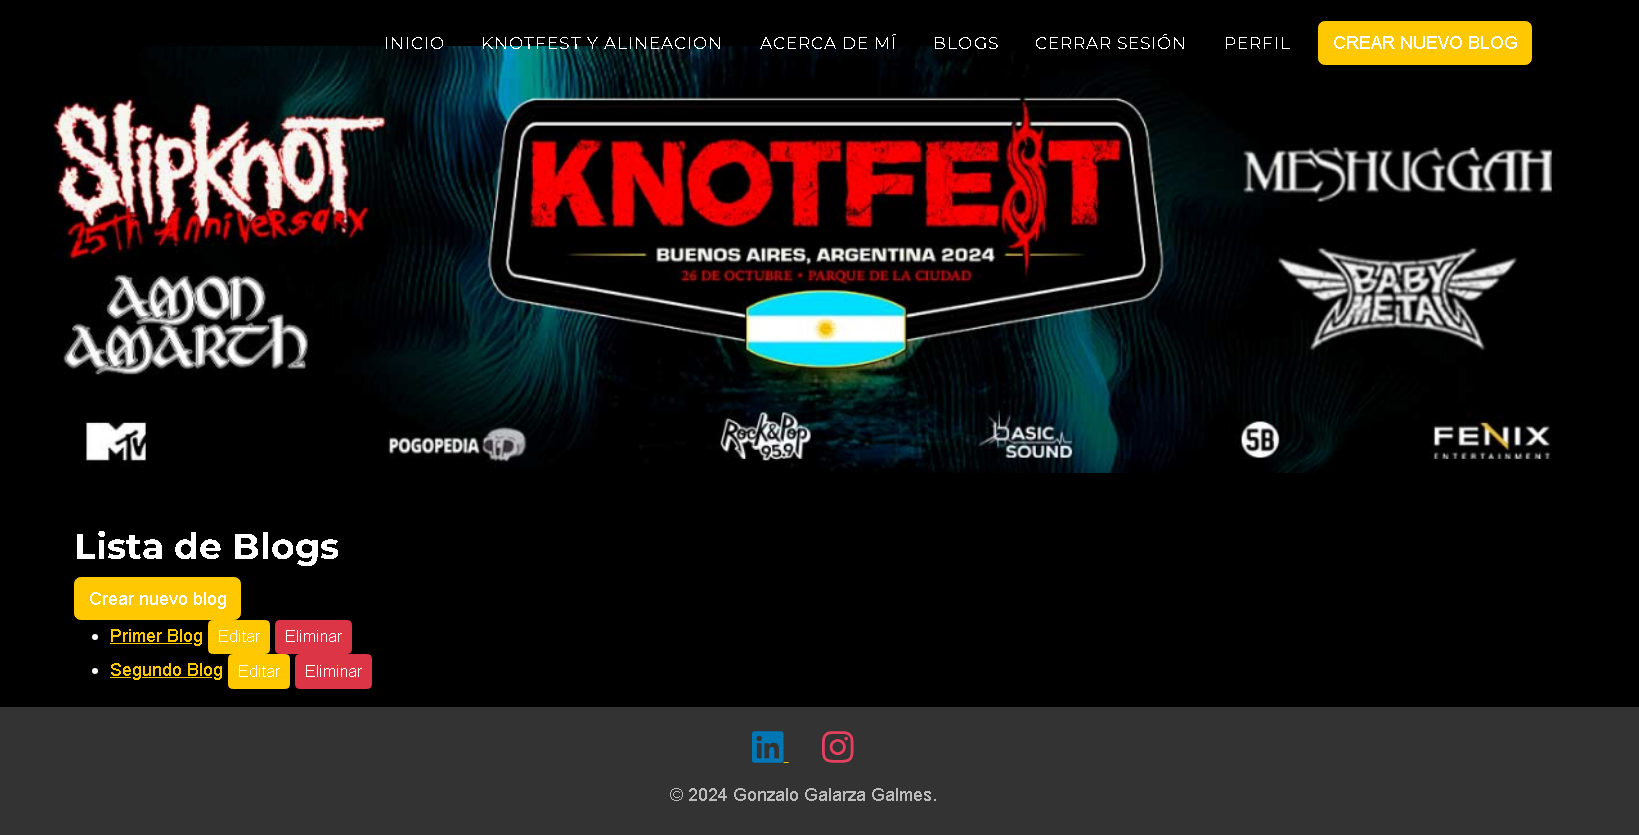 INICIO
KNOTFEST Y ALINEACION
ACERCA DE MÍ
BLOGS
CERRAR SESIÓN
PERFIL
CREAR NUEVO BLOG
SLIPKNOT
25Th Anniversary
AMON
AMARTH
KNOTFEST
BUENOS AIRES, ARGENTINA 2024
26 DE OCTUBRE • PARQUE DE LA CIUDAD
MESHUGGAH
BABY
METAL
MTV
POGOPEDIA
Rock&Pop
95.9
BASIC
SOUND
5B
FENIX
ENTERTAINMENT
Lista de Blogs
Crear nuevo blog
Primer Blog Editar Eliminar
Segundo Blog Editar Eliminar
in
© 2024 Gonzalo Galarza Galmes.